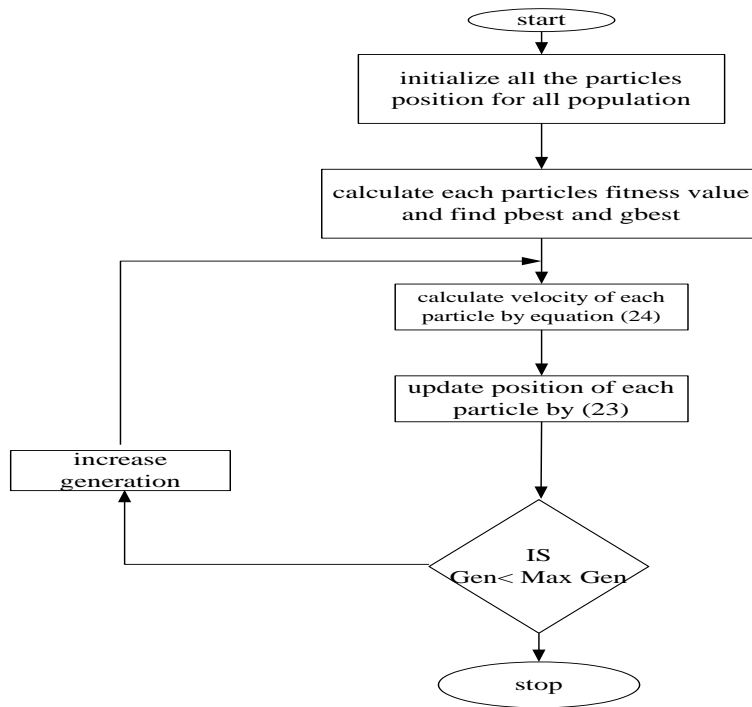 start
initialize all the particles
position for all population
calculate each particles fitness value
and find pbest and gbest
calculate velocity of each
particle by equation (24)
update position of each
particle by (23)
increase
generation
IS
Gen< Max Gen
stop